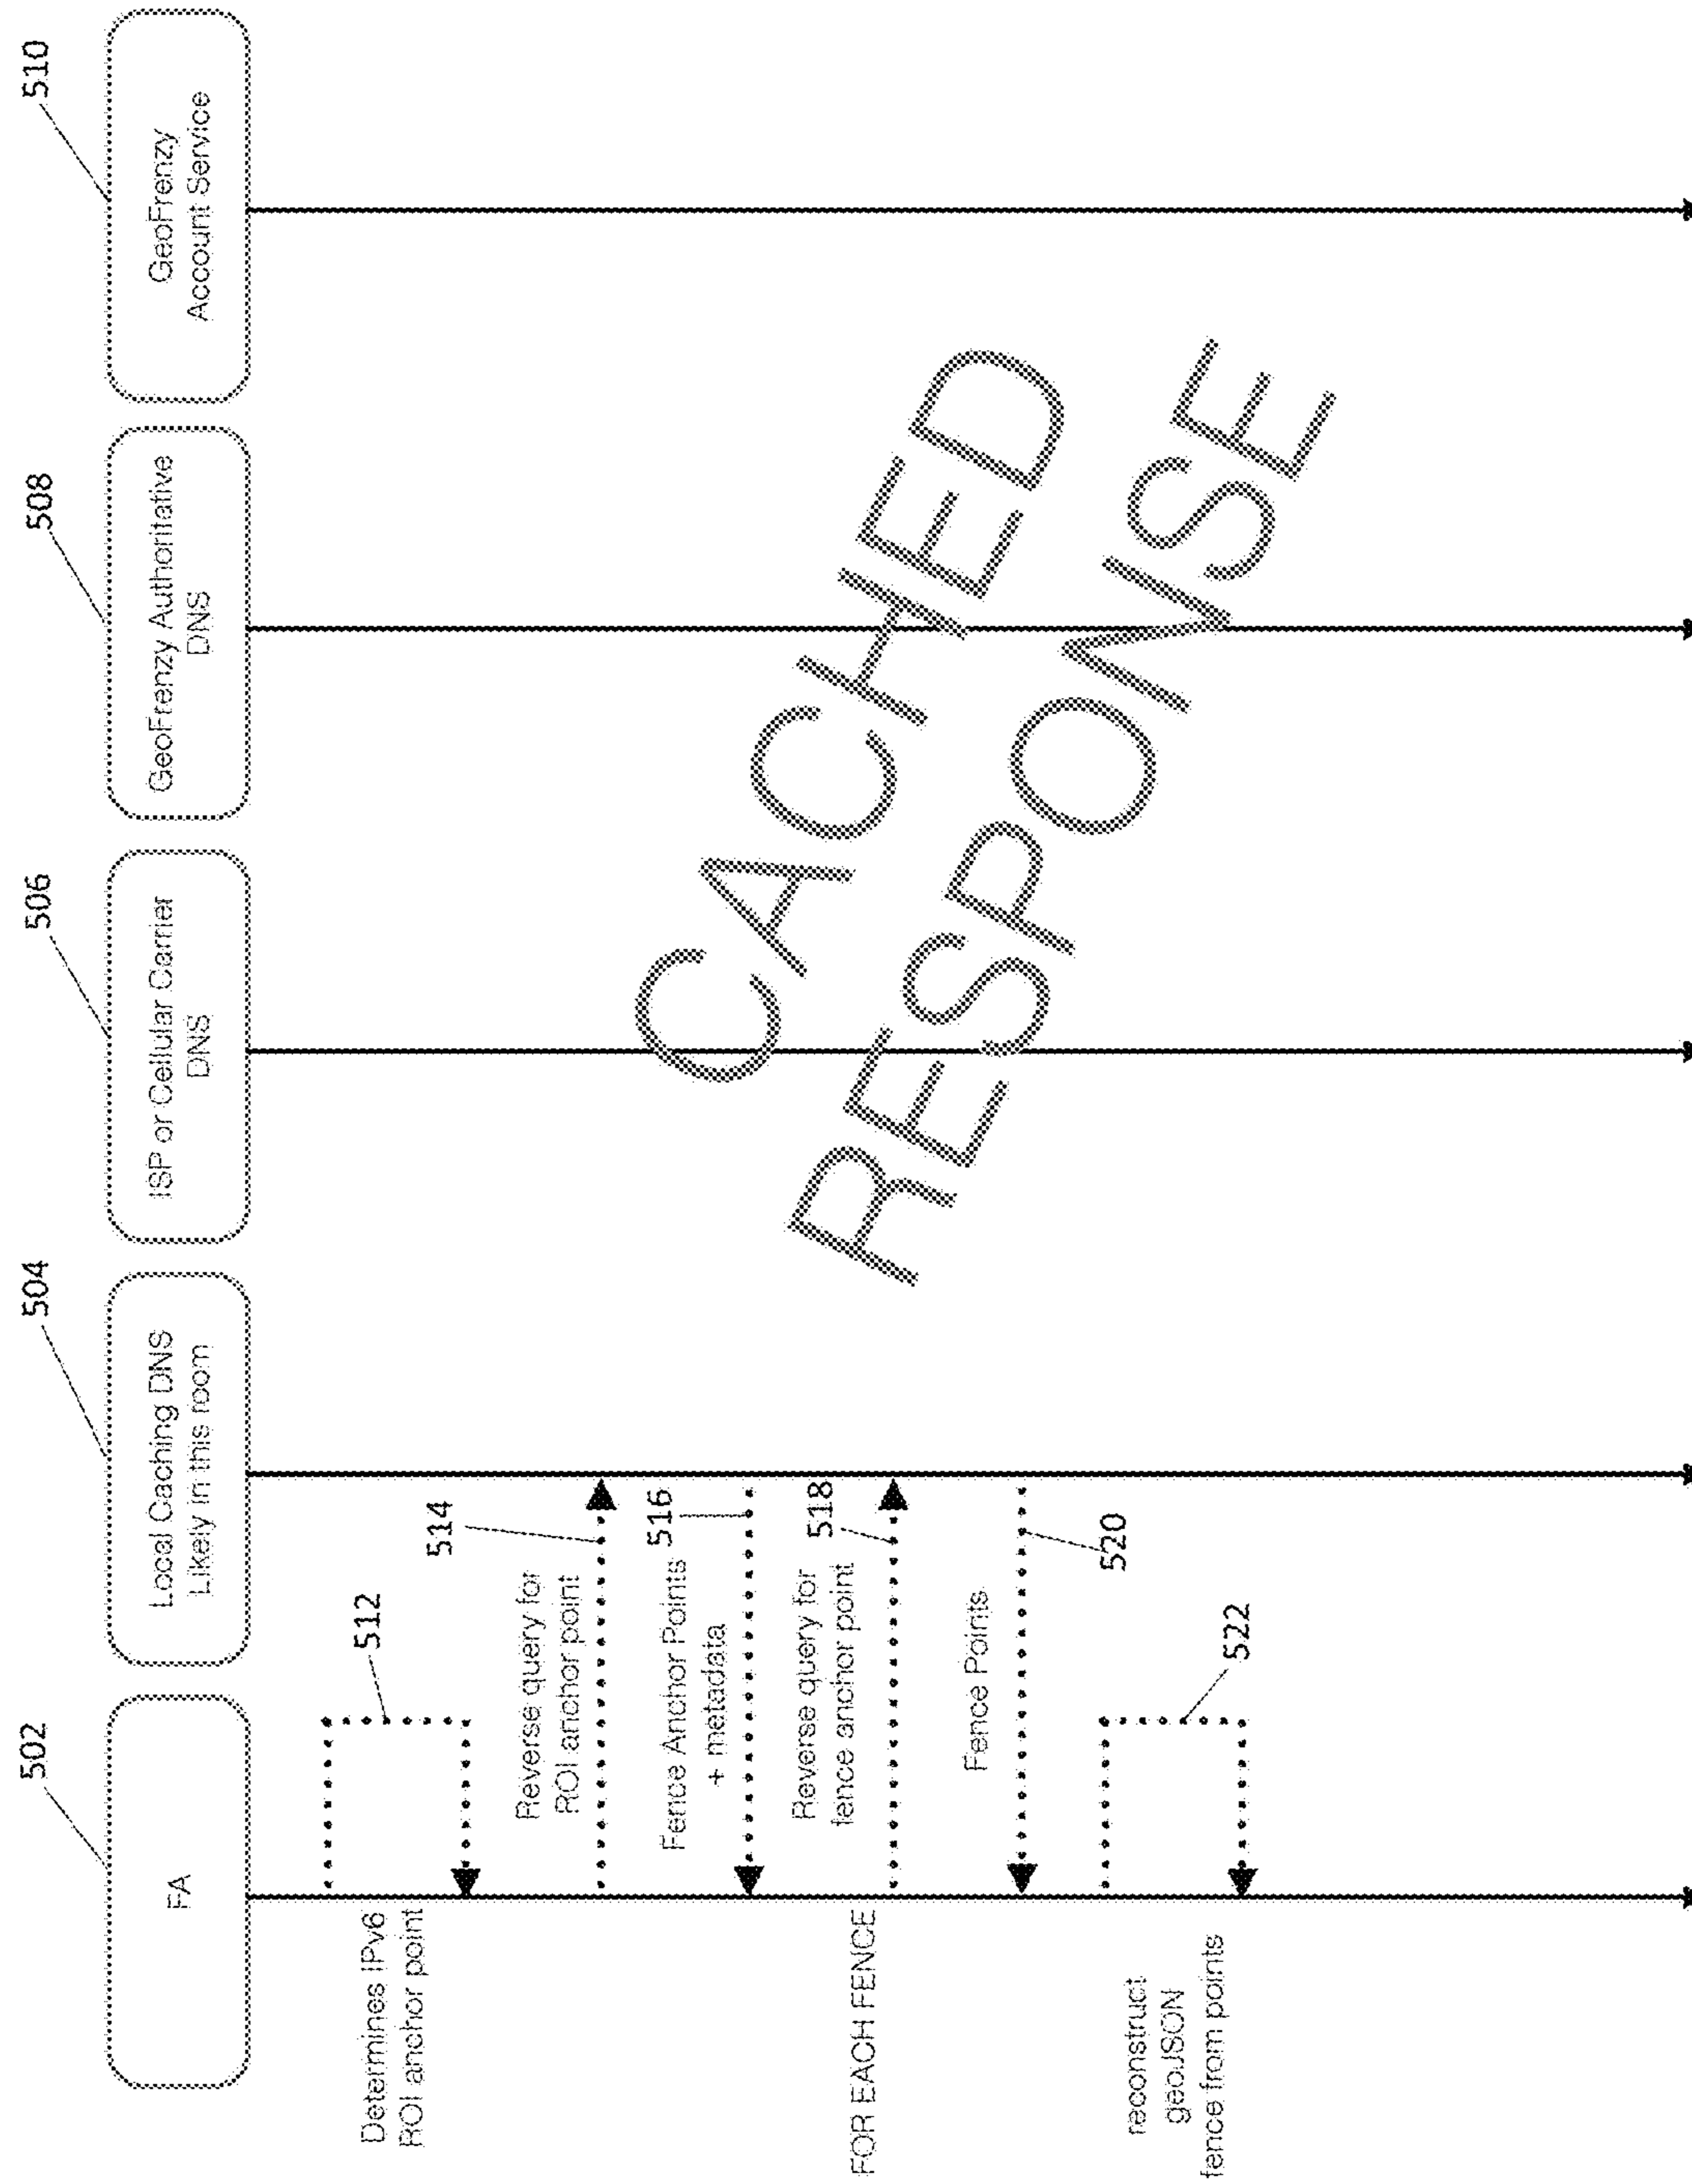 502
504
506
508
510
FA
Local Caching DNS
Likely in this room
ISP or Cellular Carrier
DNS
GeoFrenzy Authoritative
DNS
GeoFrenzy
Account Service
Determines IPv6
ROI anchor point
512
Reverse query for
ROI anchor point
514
Fence Anchor Points
+ metadata
516
FOR EACH FENCE
Reverse query for
fence anchor point
518
Fence Points
520
reconstruct
geoJSON
fence from points
522
CACHED
RESPONSE